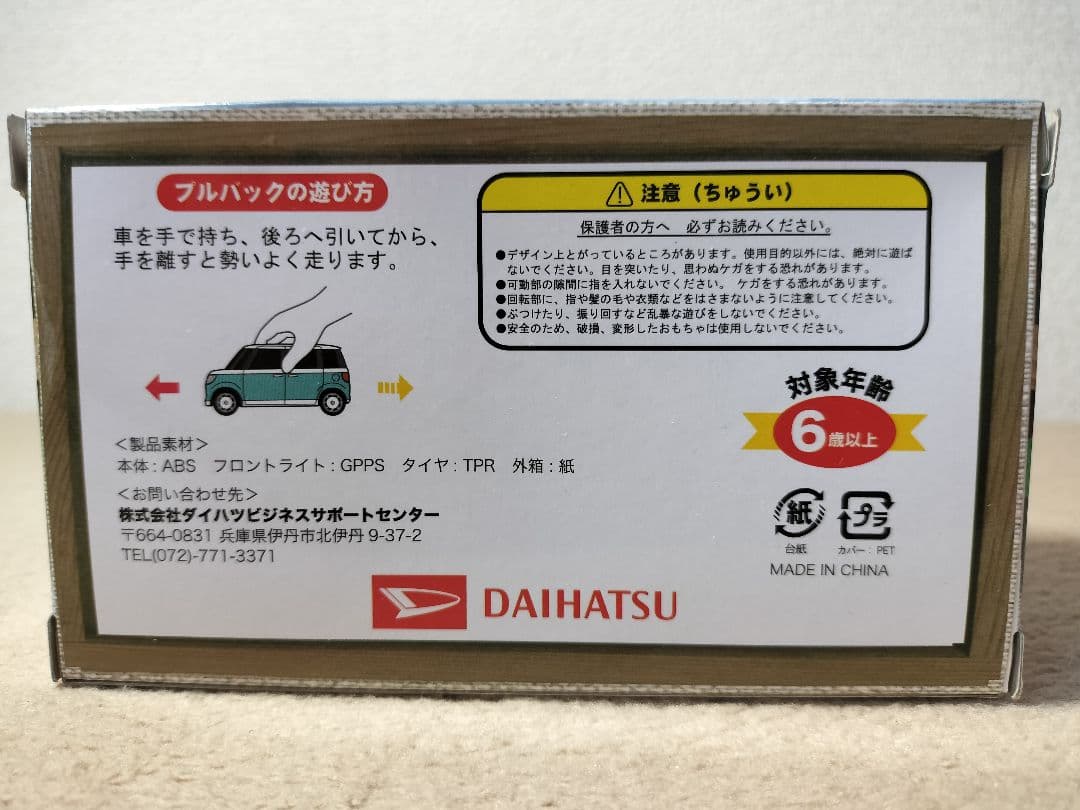 プルバックの遊び方
車を手で持ち、後ろへ引いてから、
手を離すと勢いよく走ります。
注意（ちゅうい）
保護者の方へ　必ずお読みください。
●デザイン上とがっているところがあります。使用目的以外には、絶対に遊ば
ないでください。目を突いたり、思わぬケガをする恐れがあります。
●可動部の隙間に指を入れないでください。 ケガをする恐れがあります。
●回転部に、指や髪の毛や衣類などをはさまないように注意してください。
●ぶつけたり、振り回すなど乱暴な遊びをしないでください。
●安全のため、破損、変形したおもちゃは使用しないでください。
対象年齢
6歳以上
＜製品素材＞
本体：ABS　フロントライト：GPPS　タイヤ：TPR　外箱：紙
＜お問い合わせ先＞
株式会社ダイハツビジネスサポートセンター
〒664-0831 兵庫県伊丹市北伊丹 9-37-2
TEL(072)-771-3371
紙
台紙
プラ
カバー：PET
MADE IN CHINA
DAIHATSU